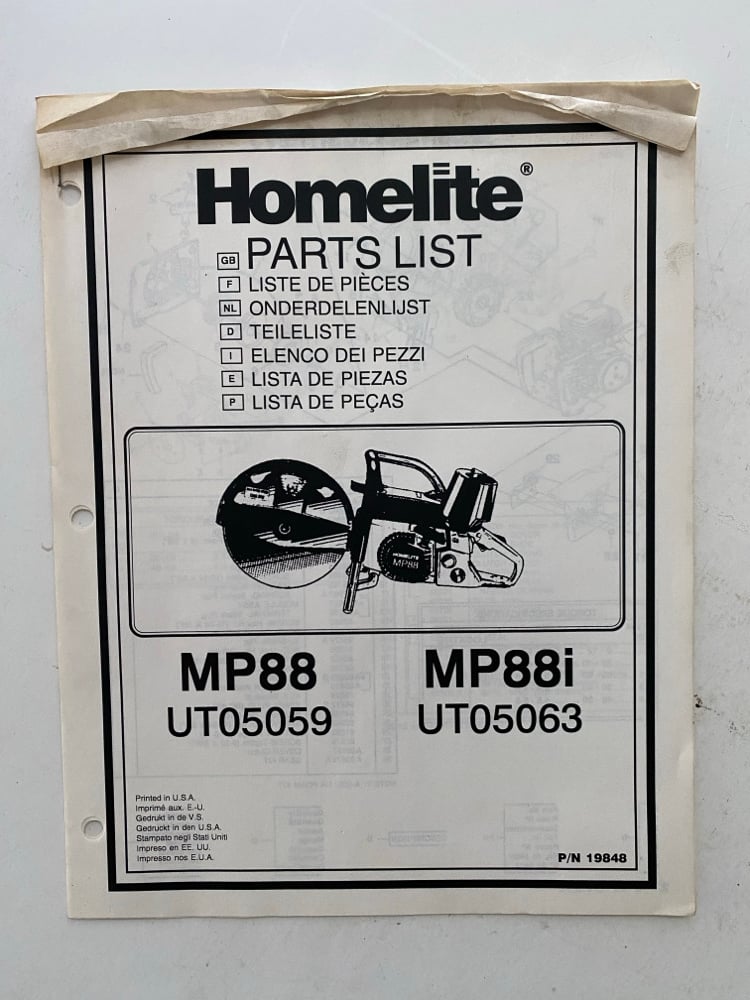 Homelite®
GB PARTS LIST
F LISTE DE PIÈCES
NL ONDERDELENLIJST
D TEILELISTE
I ELENCO DEI PEZZI
E LISTA DE PIEZAS
P LISTA DE PEÇAS
HOMELITE
MP88
MP88 MP88i
UT05059 UT05063
Printed in U.S.A.
Imprimé aux. E.-U.
Gedrukt in de V.S.
Gedruckt in den U.S.A.
Stampato negli Stati Uniti
Impreso en EE. UU.
Impresso nos E.U.A.
P/N 19848